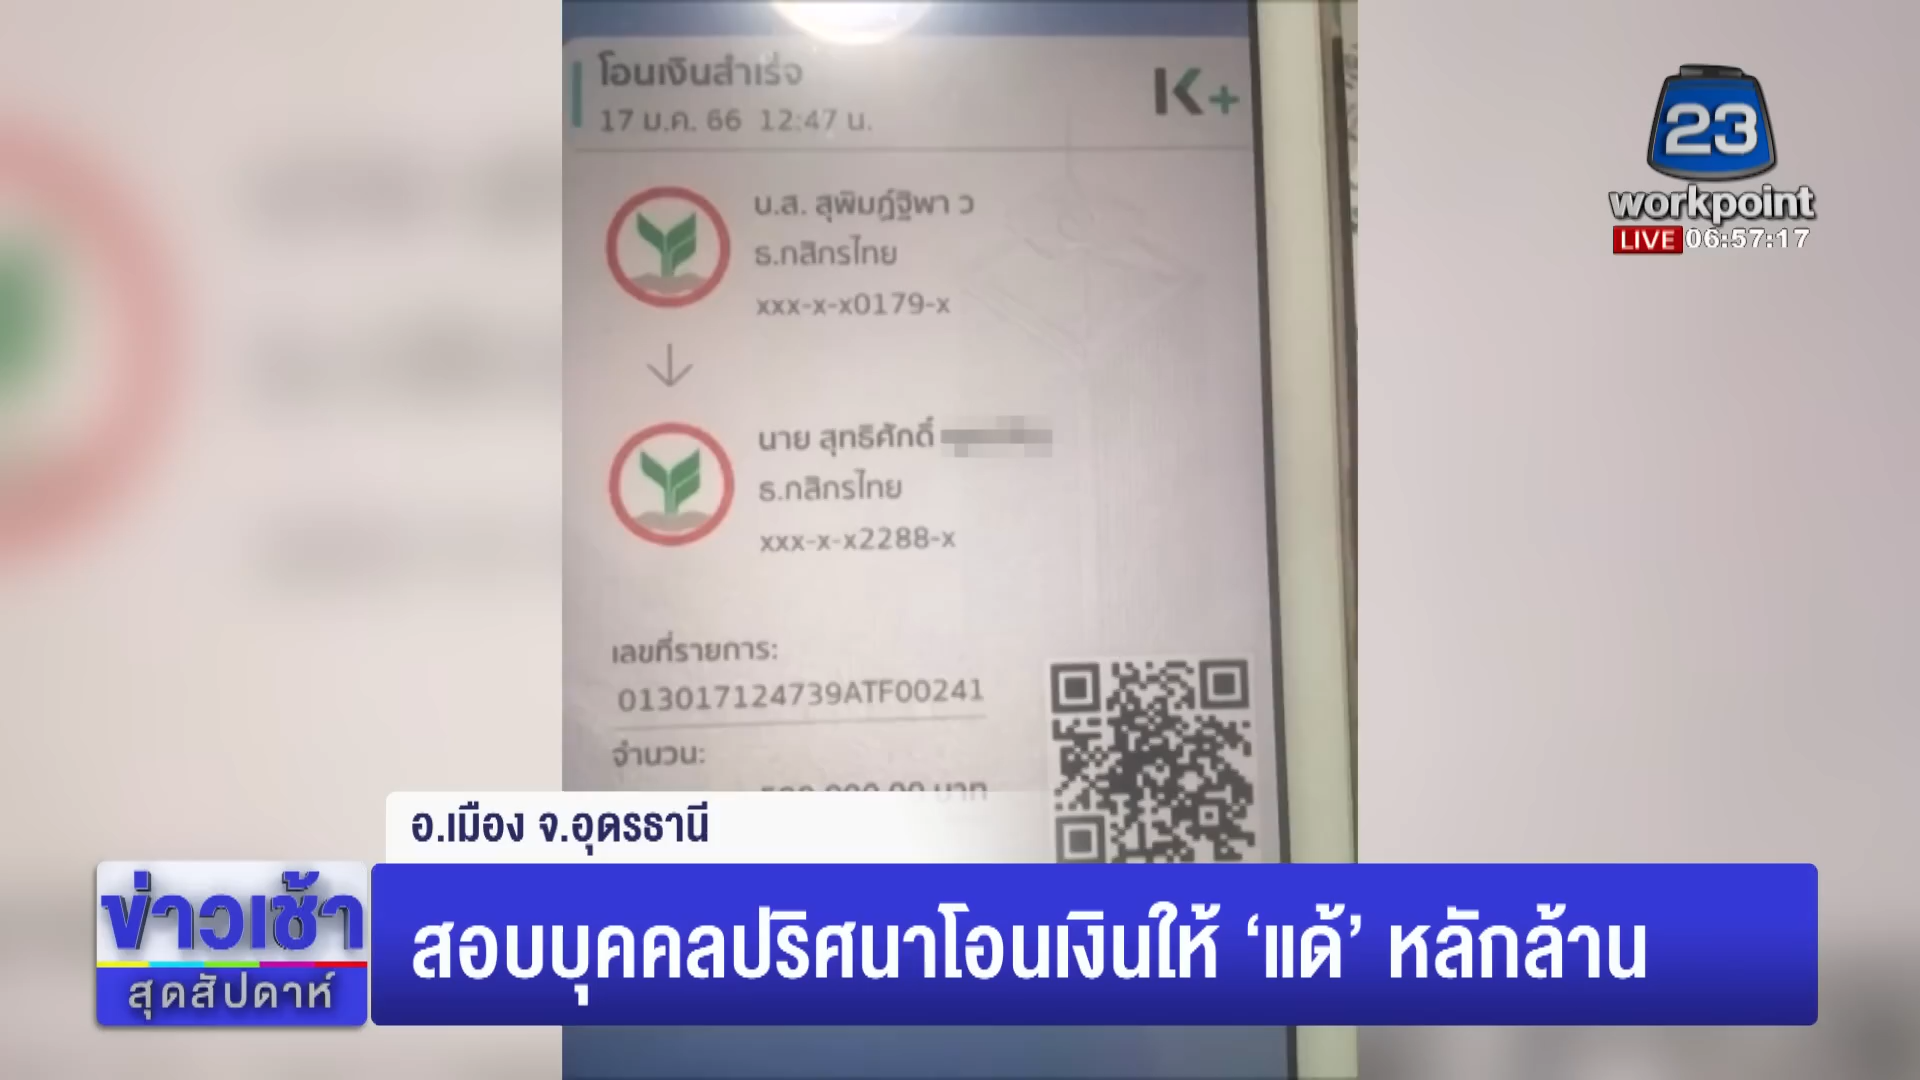 โอนเงินสำเร็จ
17 ม.ค. 66 12:47 น.
K+
น.ส. สุพิมภ์ฐิพา ว
ธ.กสิกรไทย
xxx-x-x0179-x
นาย สุทธิศักดิ์
ธ.กสิกรไทย
xxx-x-x2288-x
เลขที่รายการ:
013017124739ATF00241
จำนวน:
บาท
23
workpoint
LIVE 06:57:17
อ.เมือง จ.อุดรธานี
ข่าวเช้า
สุดสัปดาห์
สอบบุคคลปริศนาโอนเงินให้ ‘แด้’ หลักล้าน